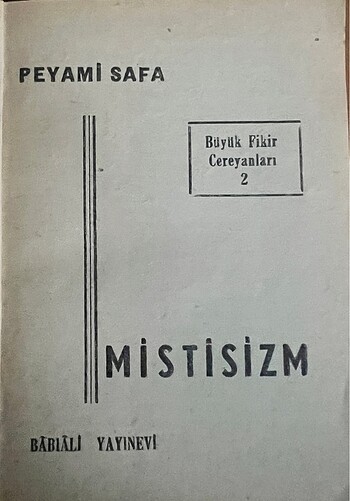 PEYAMİ SAFA
Büyük Fikir
Cereyanları
2
MİSTİSİZM
BÂBIÂLİ YAYINEVİ